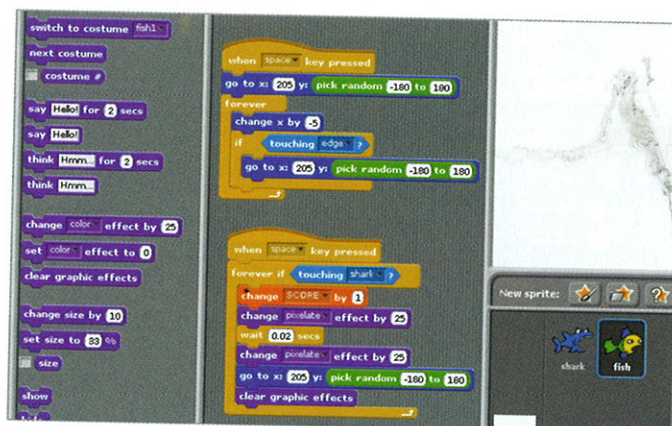 switch to costume fish1
next costume
costume #
say Hello! for 2 secs
say Hello!
think Hmm... for 2 secs
think Hmm...
change color effect by 25
set color effect to 0
clear graphic effects
change size by 10
set size to 33 %
size
show
when space key pressed
go to x: 205 y: pick random -180 to 180
forever
change x by -5
if touching edge ?
go to x: 205 y: pick random -180 to 180
when space key pressed
forever if touching shark ?
change SCORE by 1
change pixelate effect by 25
wait 0.02 secs
change pixelate effect by 25
go to x: 205 y: pick random -180 to 180
clear graphic effects
New sprite:
shark
fish